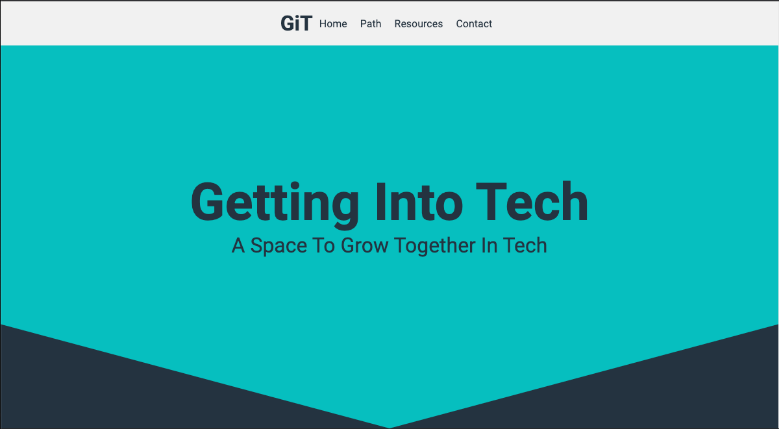 GiT Home Path Resources Contact
Getting Into Tech
A Space To Grow Together In Tech